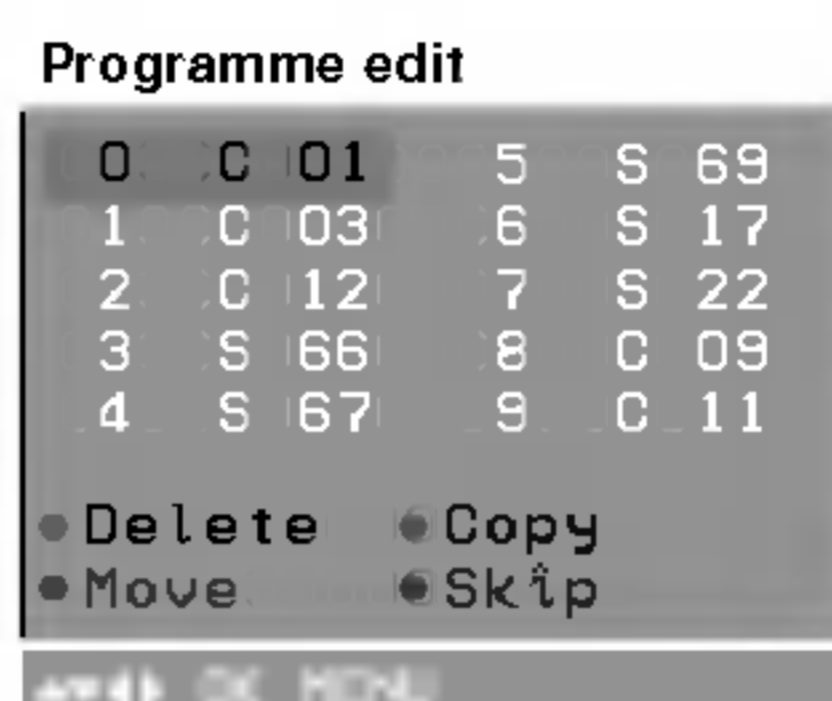 Programme edit
0 C 01 5 S 69
1 C 03 6 S 17
2 C 12 7 S 22
3 S 66 8 C 09
4 S 67 9 C 11
Delete Copy
Move Skip
OK MENU